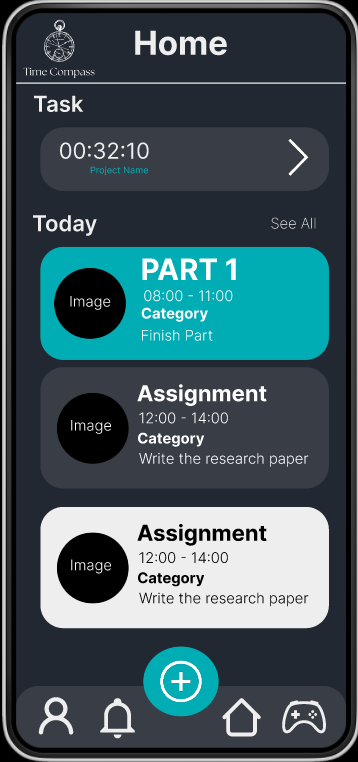 Home
Time Compass
Task
00:32:10
Project Name
Today
See All
Image
PART 1
08:00 - 11:00
Category
Finish Part
Image
Assignment
12:00 - 14:00
Category
Write the research paper
Image
Assignment
12:00 - 14:00
Category
Write the research paper